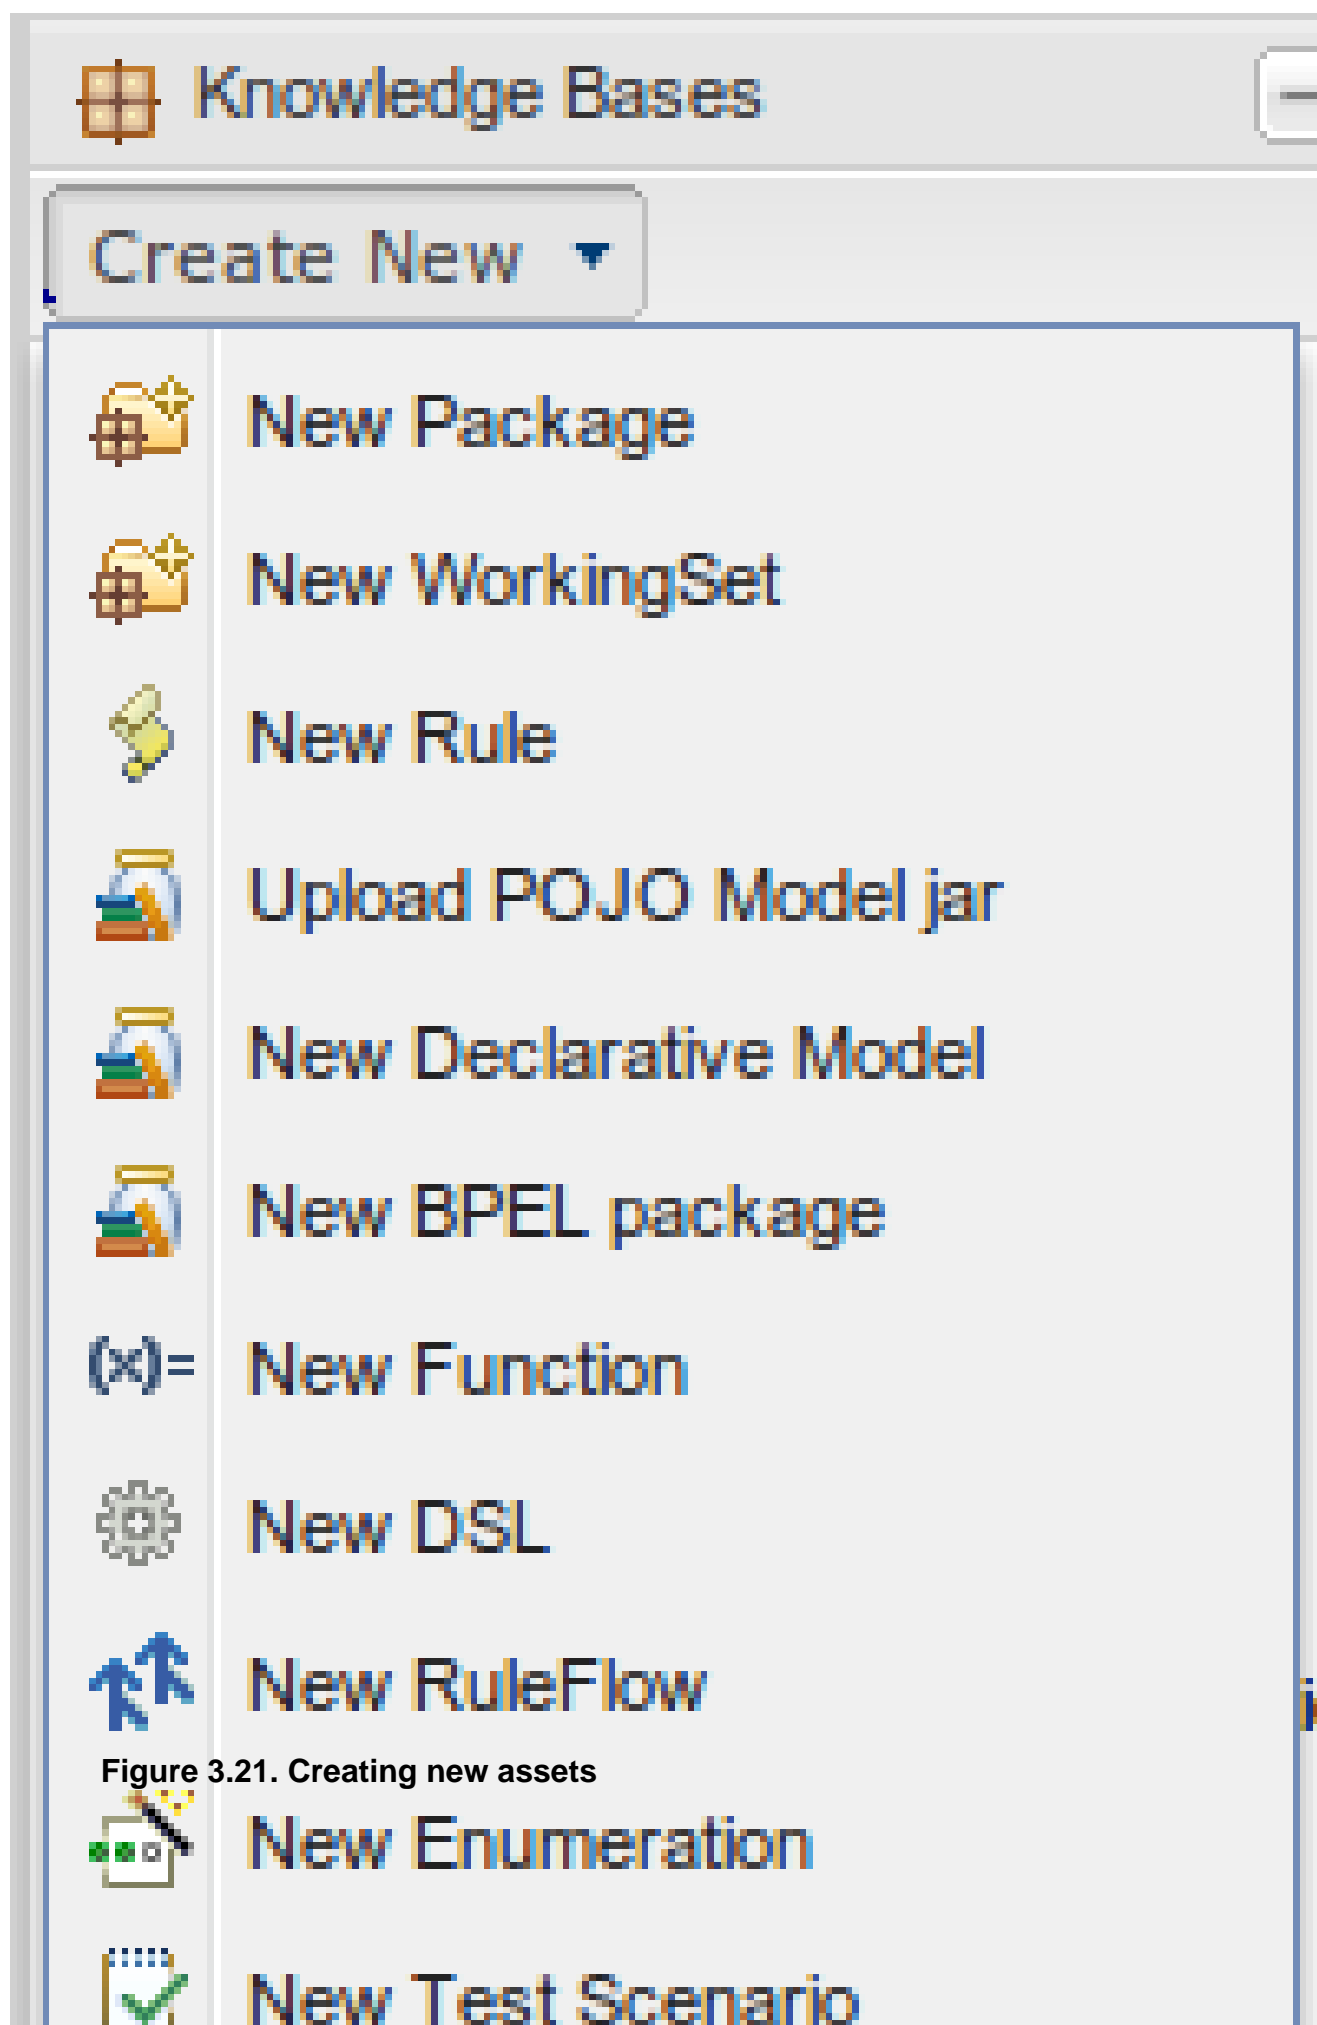 Knowledge Bases
Create New
New Package
New WorkingSet
New Rule
Upload POJO Model jar
New Declarative Model
New BPEL package
(x)= New Function
New DSL
New RuleFlow
Figure 3.21. Creating new assets
New Enumeration
New Test Scenario